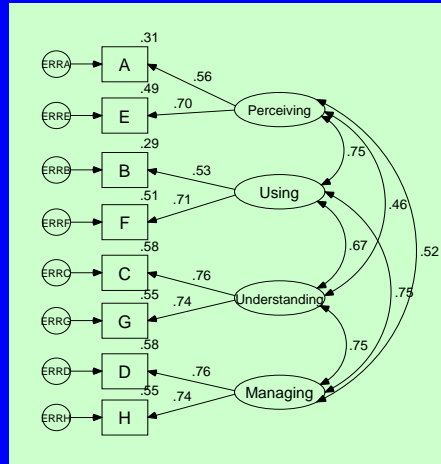 .31
ERRA A
.56
.49
ERRE E
.70
Perceiving
.29
ERRB B
.53
.75
.51
ERRF F
.71
Using
.46
.58
ERRC C
.76
.67
.52
.55
ERRG G
.74
Understanding
.75
.58
ERRD D
.76
.75
.55
ERRH H
.74
Managing